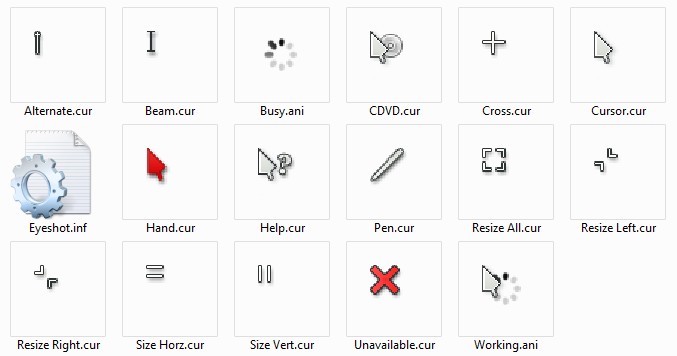 Alternate.cur Beam.cur Busy.ani CDVD.cur Cross.cur Cursor.cur
Eyeshot.inf Hand.cur Help.cur Pen.cur Resize All.cur Resize Left.cur
Resize Right.cur Size Horz.cur Size Vert.cur Unavailable.cur Working.ani